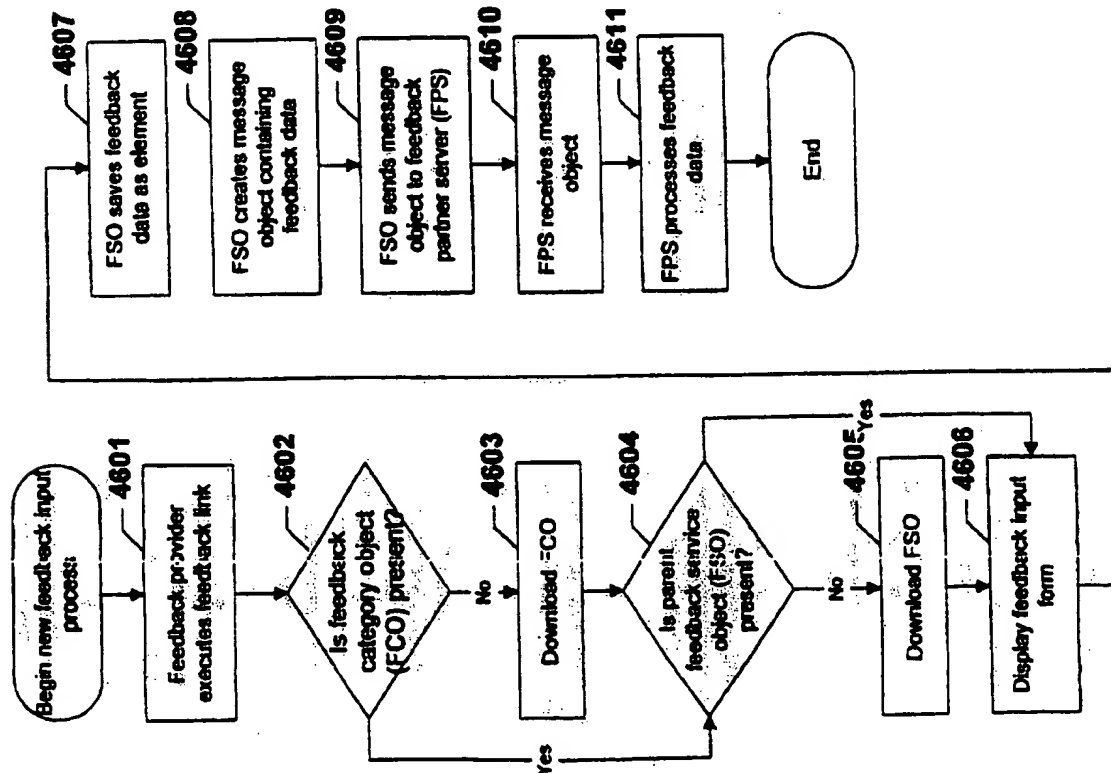 Begin new feedback input
process
4601
Feedback provider
executes feedback link
4602
Is feedback
category object
(FCO) present?
No
Yes
4603
Download FCO
4604
Is parent
feedback service
object (FSO)
present?
No
Yes
4605
Download FSO
4606
Display feedback input
form
4607
FSO saves feedback
data as element
4608
FSO creates message
object containing
feedback data
4609
FSO sends message
object to feedback
partner server (FPS)
4610
FPS receives message
object
4611
FPS processes feedback
data
End